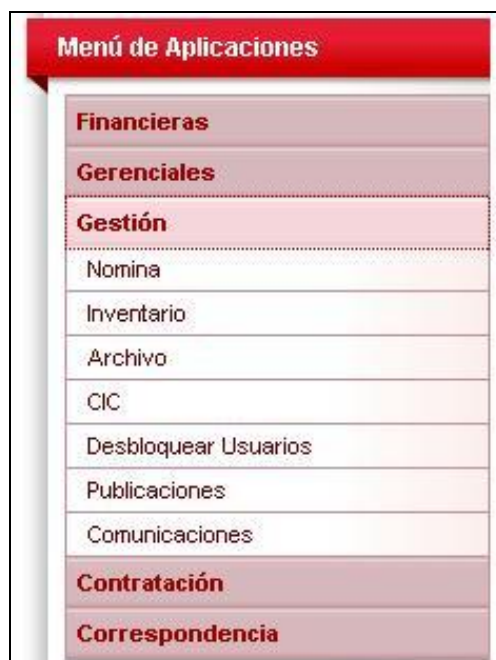 Menú de Aplicaciones
Financieras
Gerenciales
Gestión
Nomina
Inventario
Archivo
CIC
Desbloquear Usuarios
Publicaciones
Comunicaciones
Contratación
Correspondencia